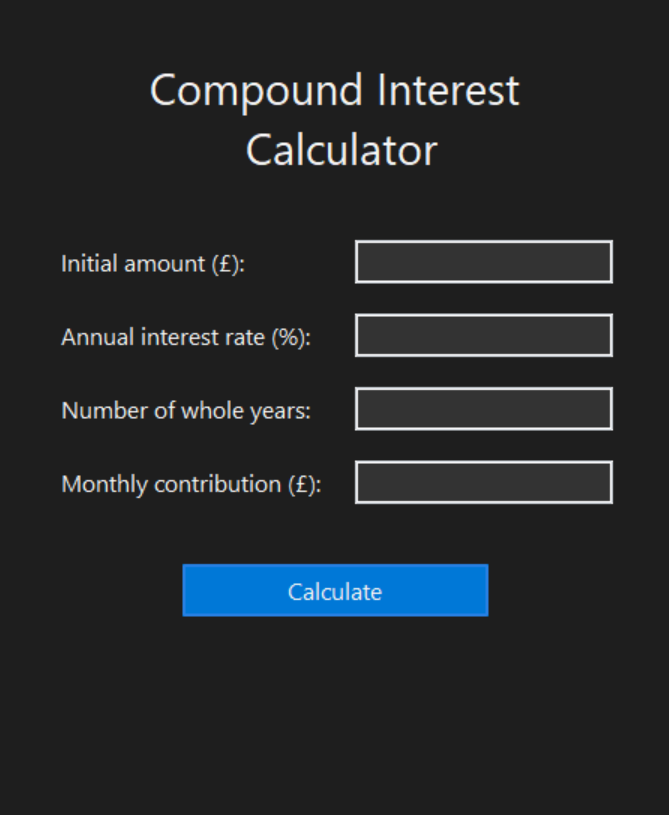 Compound Interest
Calculator
Initial amount (£):
Annual interest rate (%):
Number of whole years:
Monthly contribution (£):
Calculate